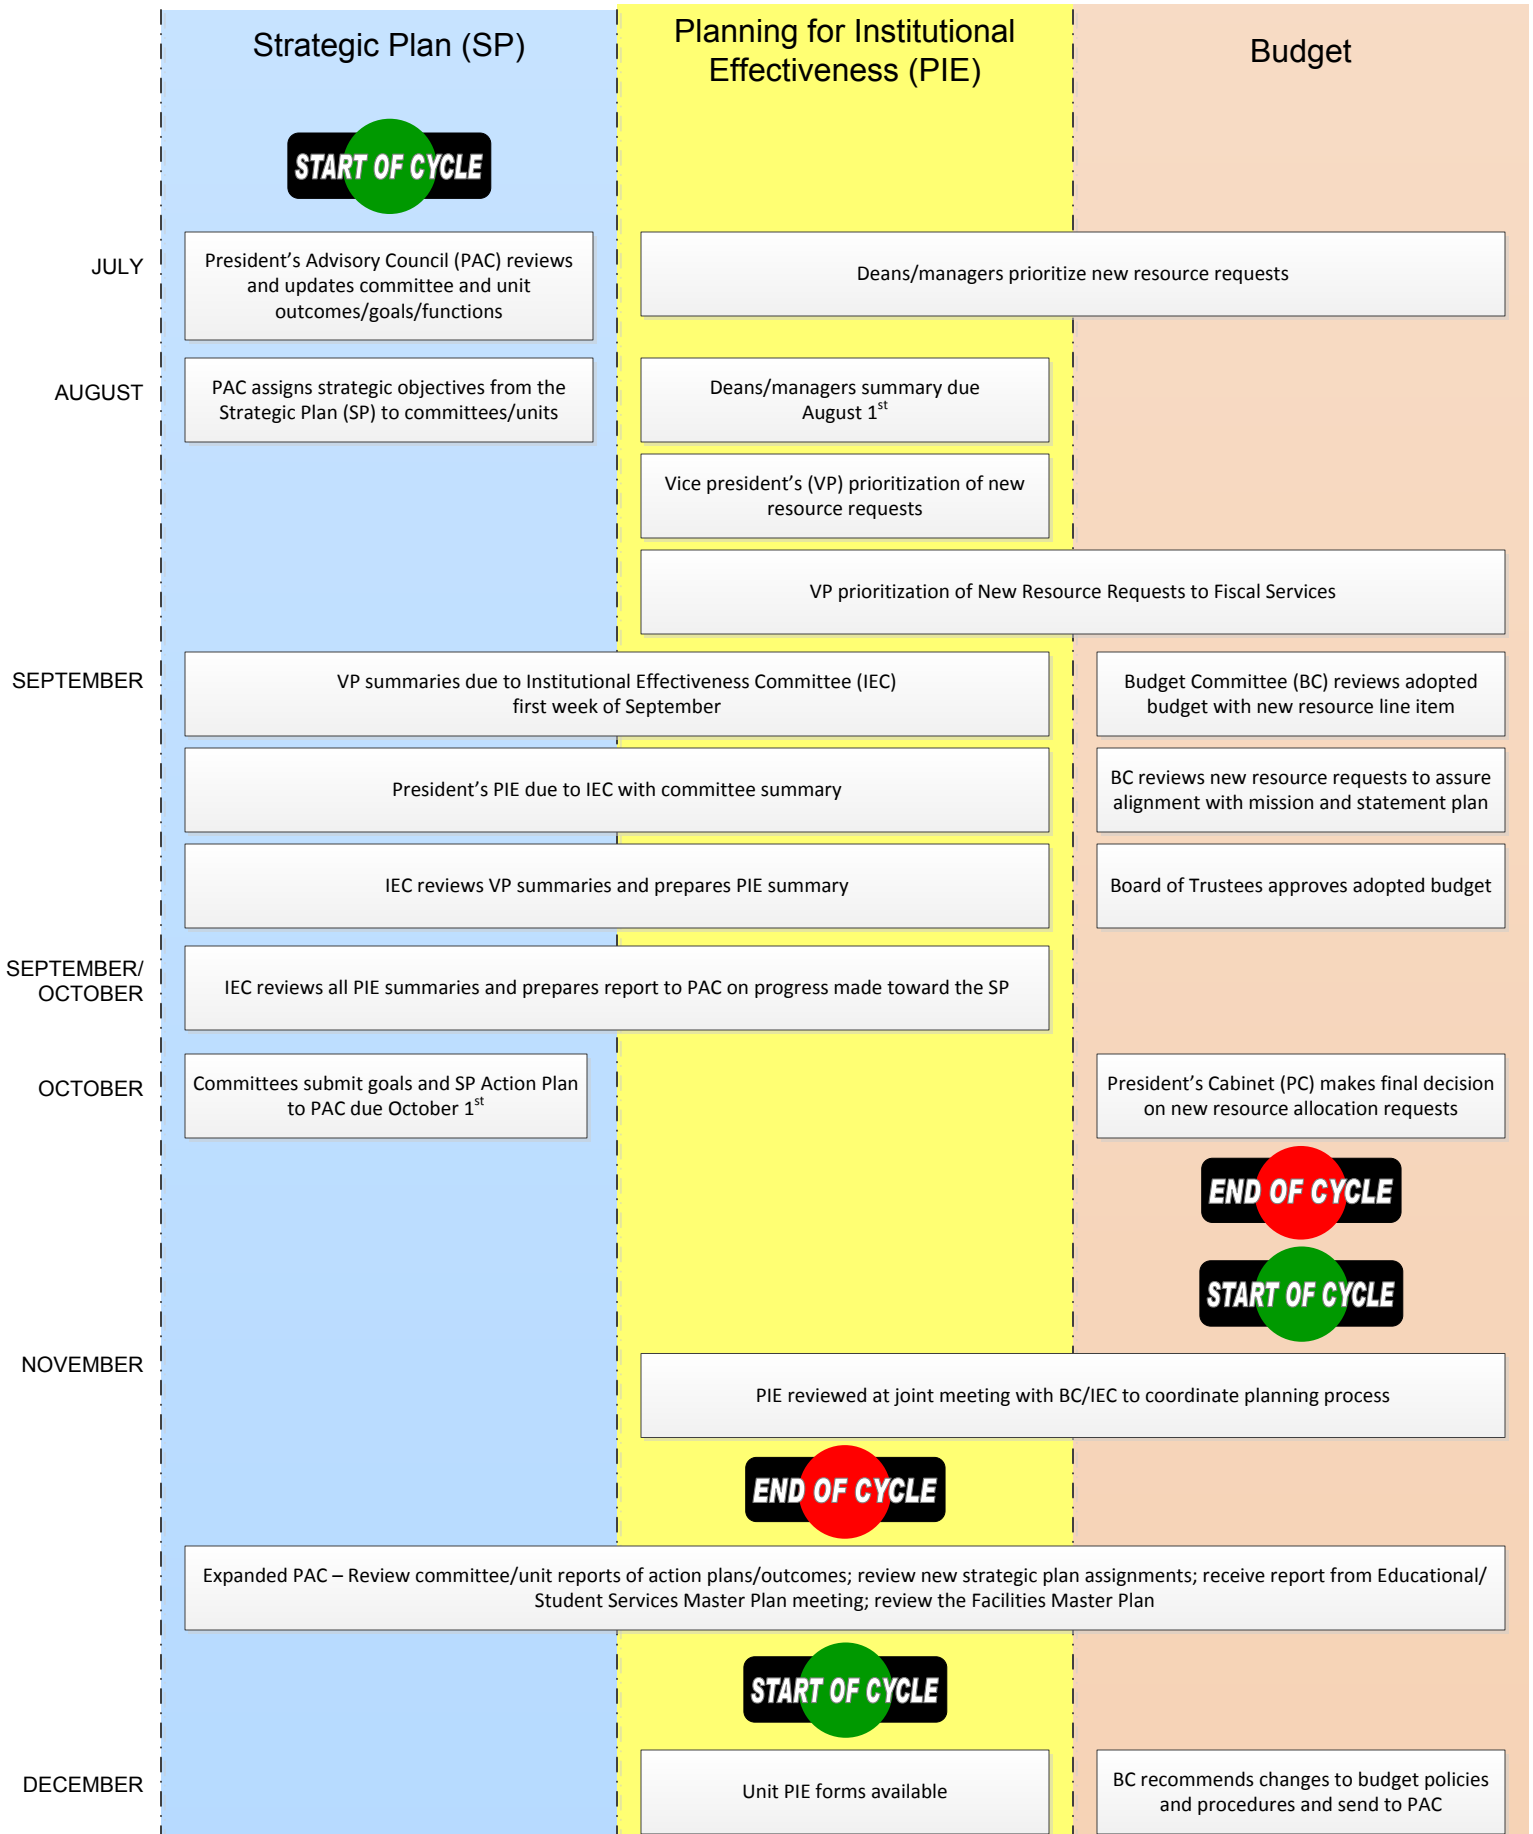 Strategic Plan (SP)
Planning for Institutional
Effectiveness (PIE)
Budget
START OF CYCLE
JULY
President’s Advisory Council (PAC) reviews
and updates committee and unit
outcomes/goals/functions
Deans/managers prioritize new resource requests
AUGUST
PAC assigns strategic objectives from the
Strategic Plan (SP) to committees/units
Deans/managers summary due
August 1st
Vice president’s (VP) prioritization of new
resource requests
VP prioritization of New Resource Requests to Fiscal Services
SEPTEMBER
VP summaries due to Institutional Effectiveness Committee (IEC)
first week of September
Budget Committee (BC) reviews adopted
budget with new resource line item
President’s PIE due to IEC with committee summary
BC reviews new resource requests to assure
alignment with mission and statement plan
IEC reviews VP summaries and prepares PIE summary
Board of Trustees approves adopted budget
SEPTEMBER/
OCTOBER
IEC reviews all PIE summaries and prepares report to PAC on progress made toward the SP
OCTOBER
Committees submit goals and SP Action Plan
to PAC due October 1st
President’s Cabinet (PC) makes final decision
on new resource allocation requests
END OF CYCLE
START OF CYCLE
NOVEMBER
PIE reviewed at joint meeting with BC/IEC to coordinate planning process
END OF CYCLE
Expanded PAC – Review committee/unit reports of action plans/outcomes; review new strategic plan assignments; receive report from Educational/
Student Services Master Plan meeting; review the Facilities Master Plan
START OF CYCLE
DECEMBER
Unit PIE forms available
BC recommends changes to budget policies
and procedures and send to PAC